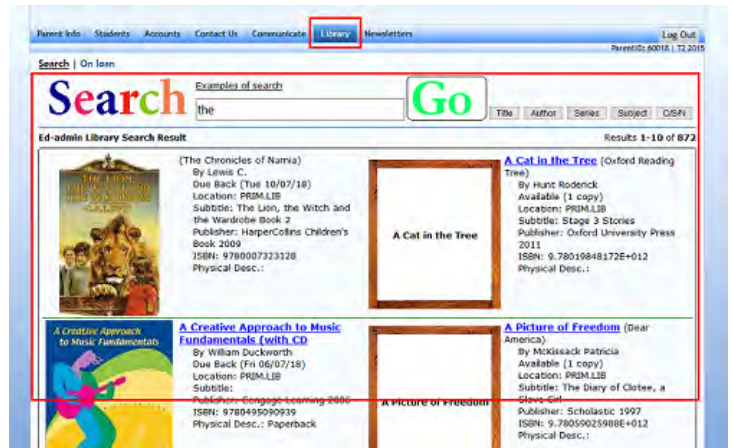 Parent Info Students Accounts Contact Us Communicate Library Newsletters Log Out
ParentID: 60018 | T2 2015
Search | On loan
Search
Examples of search
the
Go
Title Author Series Subject C/S/N
Ed-admin Library Search Result
Results 1-10 of 872
THE LION,
THE WITCH AND
THE WARDROBE
C.S. LEWIS
(The Chronicles of Narnia)
By Lewis C.
Due Back (Tue 10/07/18)
Location: PRIM.LIB
Subtitle: The Lion, the Witch and
the Wardrobe Book 2
Publisher: HarperCollins Children's
Book 2009
ISBN: 9780007323128
Physical Desc.:
A Cat in the Tree
A Cat in the Tree (Oxford Reading
Tree)
By Hunt Roderick
Available (1 copy)
Location: PRIM.LIB
Subtitle: Stage 3 Stories
Publisher: Oxford University Press
2011
ISBN: 9.78019848172E+012
Physical Desc.:
A Creative Approach
to Music Fundamentals
A Creative Approach to Music
Fundamentals (with CD
By William Duckworth
Due Back (Fri 06/07/18)
Location: PRIM.LIB
Subtitle:
Publisher: Cengage Learning 2006
ISBN: 9780495090939
Physical Desc.: Paperback
A Picture of Freedom
A Picture of Freedom (Dear
America)
By McKissack Patricia
Available (1 copy)
Location: PRIM.LIB
Subtitle: The Diary of Clotee, a
Slave Girl
Publisher: Scholastic 1997
ISBN: 9.78059025988E+012
Physical Desc.: